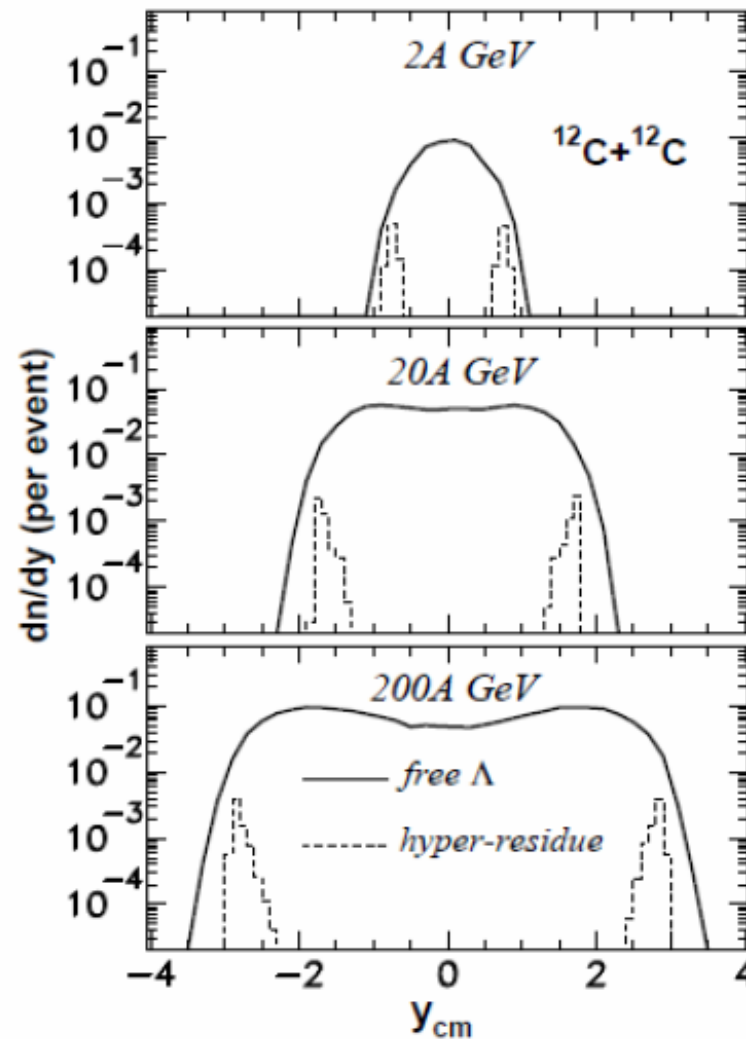 2A GeV
¹²C+¹²C
10⁻¹
10⁻²
10⁻³
10⁻⁴
20A GeV
10⁻¹
10⁻²
10⁻³
10⁻⁴
dn/dy (per event)
200A GeV
10⁻¹
10⁻²
10⁻³
10⁻⁴
free Λ
hyper-residue
−4 −2 0 2 4
y_cm